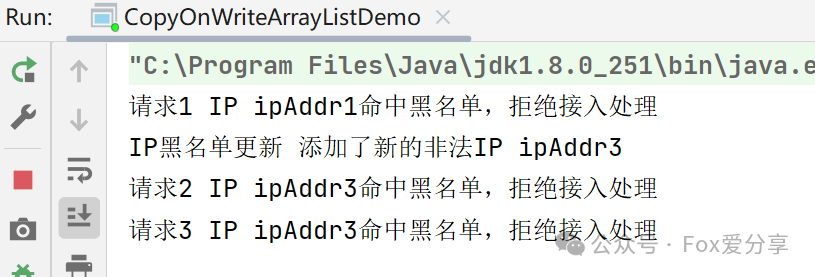 Run: CopyOnWriteArrayListDemo
"C:\Program Files\Java\jdk1.8.0_251\bin\java.e
请求1 IP ipAddr1命中黑名单，拒绝接入处理
IP黑名单更新 添加了新的非法IP ipAddr3
请求2 IP ipAddr3命中黑名单，拒绝接入处理
请求3 IP ipAddr3命中黑名单，拒绝接入处理
公众号 · Fox爱分享